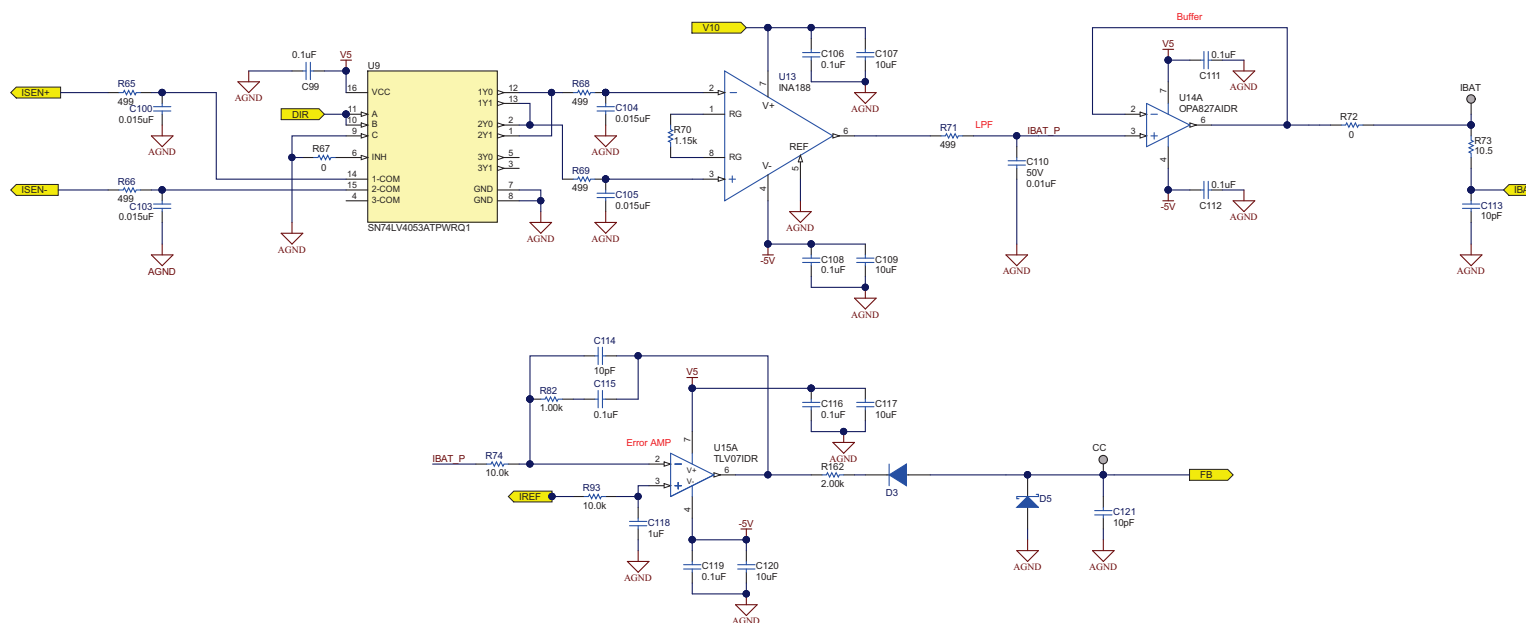 Buffer
V10
0.1uF
V5
C99
AGND
U9
ISEN+
R65
499
C100
0.015uF
AGND
DIR
R67
0
ISEN-
R66
499
C103
0.015uF
AGND
AGND
16
VCC
11
A
10
B
9
C
6
INH
14
1-COM
15
2-COM
4
3-COM
1Y0
12
1Y1
13
2Y0
2
2Y1
1
3Y0
5
3Y1
3
GND
7
GND
8
SN74LV4053ATPWRQ1
AGND
R68
499
C104
0.015uF
AGND
R69
499
C105
0.015uF
AGND
R70
1.15k
C106
0.1uF
C107
10uF
AGND
U13
INA188
2
1
RG
8
RG
3
7
V+
REF
V-
4
5
6
AGND
-5V
C108
0.1uF
C109
10uF
AGND
R71
499
LPF
IBAT_P
C110
50V
0.01uF
AGND
V5
0.1uF
C111
AGND
U14A
OPA827AIDR
7
2
3
6
4
-5V
0.1uF
C112
AGND
R72
0
IBAT
R73
10.5
IBA
C113
10pF
AGND
C114
10pF
C115
0.1uF
R82
1.00k
V5
C116
0.1uF
C117
10uF
AGND
IBAT_P
R74
10.0k
Error AMP
U15A
TLV07IDR
7
2
V+
V-
3
6
4
IREF
R93
10.0k
C118
1uF
AGND
-5V
C119
0.1uF
C120
10uF
AGND
R162
2.00k
D3
D5
AGND
CC
C121
10pF
AGND
FB